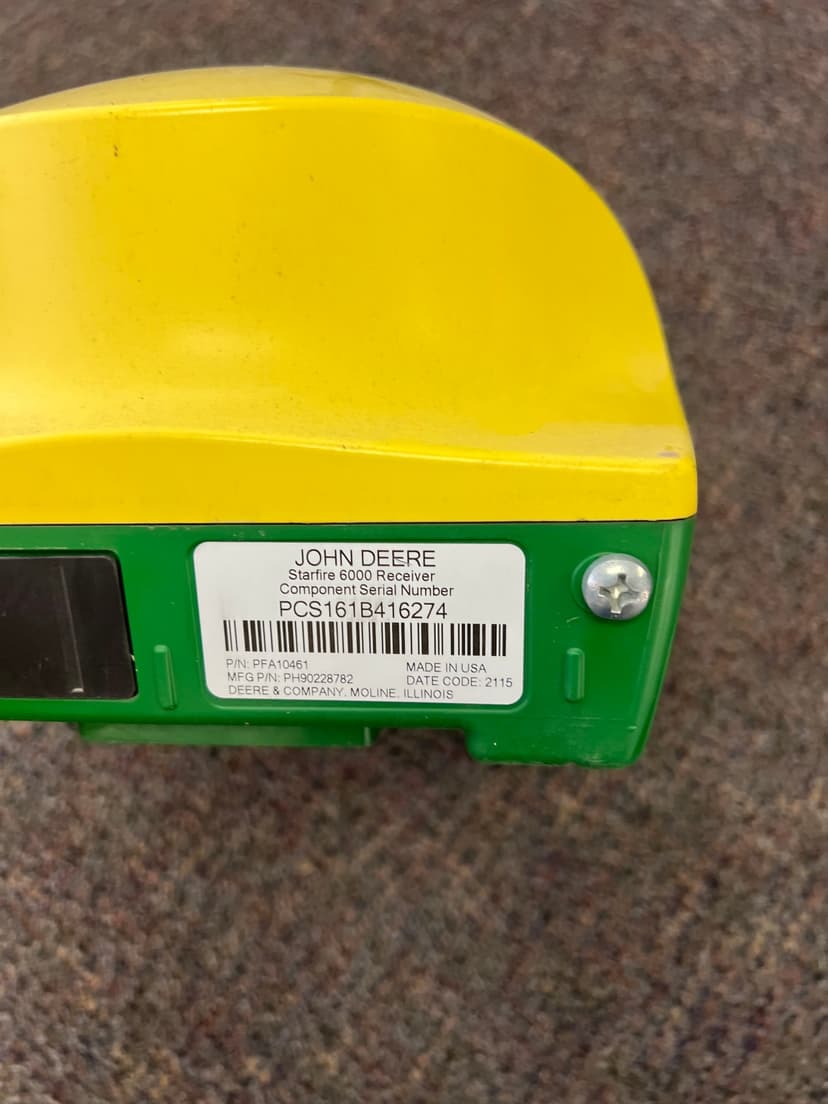 JOHN DEERE
Starfire 6000 Receiver
Component Serial Number
PCS161B416274
P/N: PFA10461 MADE IN USA
MFG P/N: PH90228782 DATE CODE: 2115
DEERE & COMPANY. MOLINE. ILLINOIS